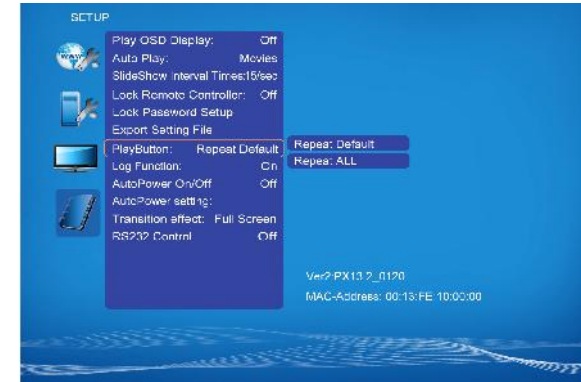 SETUP
Play OSD Display: Off
Auto Play: Movies
SlideShow Interval Times:15/sec
Lock Remote Controller: Off
Lock Password Setup
Export Setting File
PlayButton: Repeat Default
Repeat Default
Log Function: On
Repeat ALL
AutoPower On/Off Off
AutoPower setting:
Transition effect: Full Screen
RS232 Control Off
Ver2:PX13.2_0120
MAC-Address: 00:13:FE:10:00:00